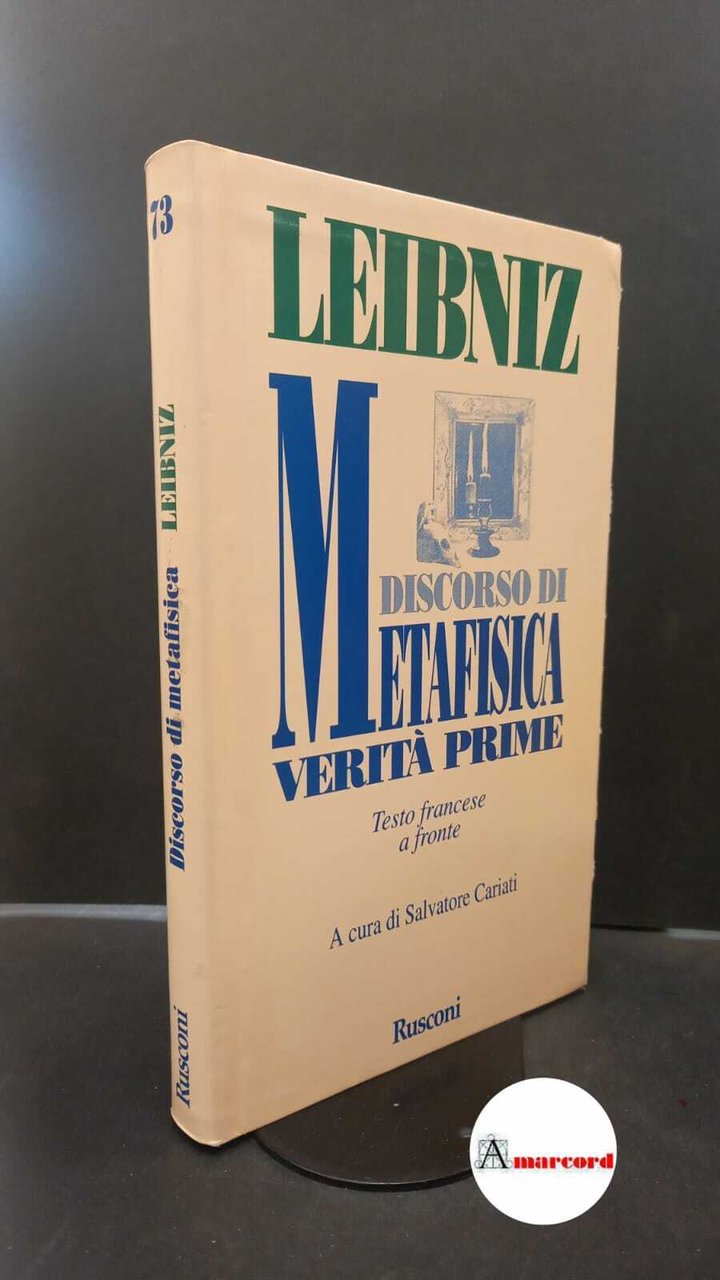 73
LEIBNIZ
Discorso di metafisica
Rusconi
LEIBNIZ
DISCORSO DI
METAFISICA
VERITÀ PRIME
Testo francese
a fronte
A cura di Salvatore Cariati
Rusconi
Amarcord